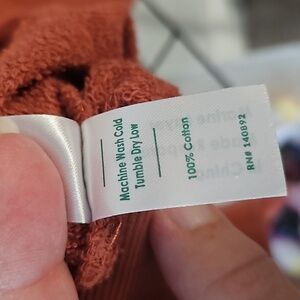 Machine Wash Cold
Tumble Dry Low
100% Cotton
RN# 140892